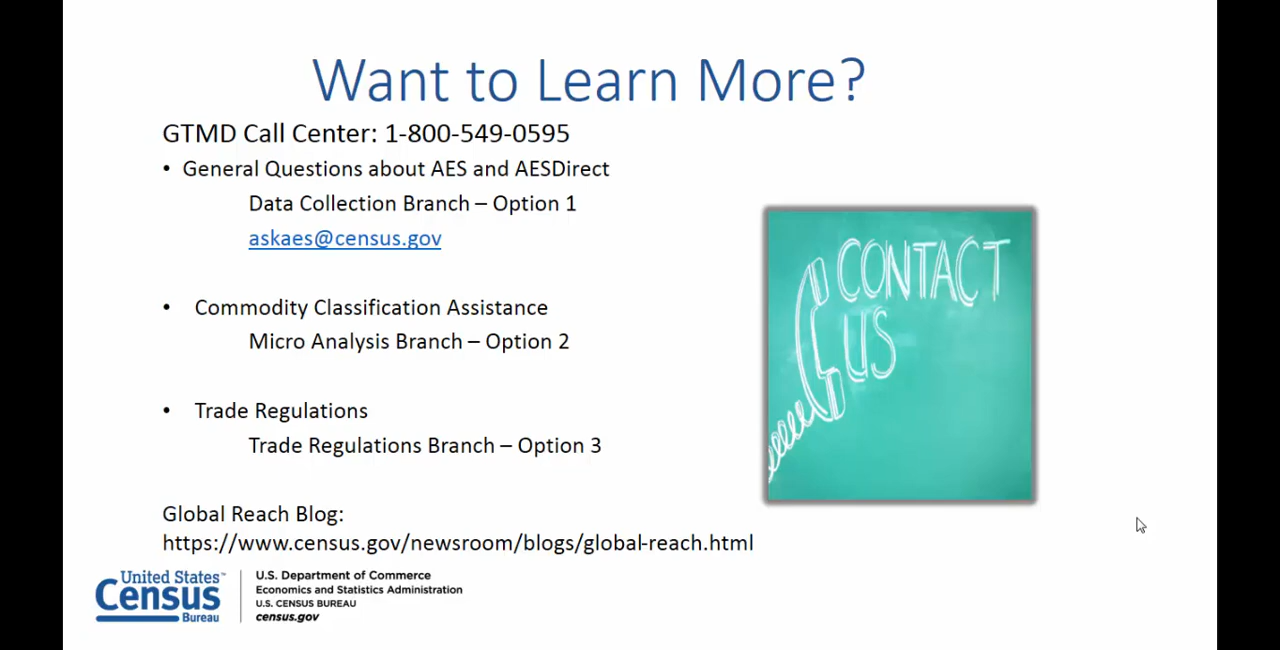 Want to Learn More?
GTMD Call Center: 1-800-549-0595
• General Questions about AES and AESDirect
Data Collection Branch – Option 1
askaes@census.gov
• Commodity Classification Assistance
Micro Analysis Branch – Option 2
• Trade Regulations
Trade Regulations Branch – Option 3
Global Reach Blog:
https://www.census.gov/newsroom/blogs/global-reach.html
CONTACT
US
United States™
Census
Bureau
U.S. Department of Commerce
Economics and Statistics Administration
U.S. CENSUS BUREAU
census.gov